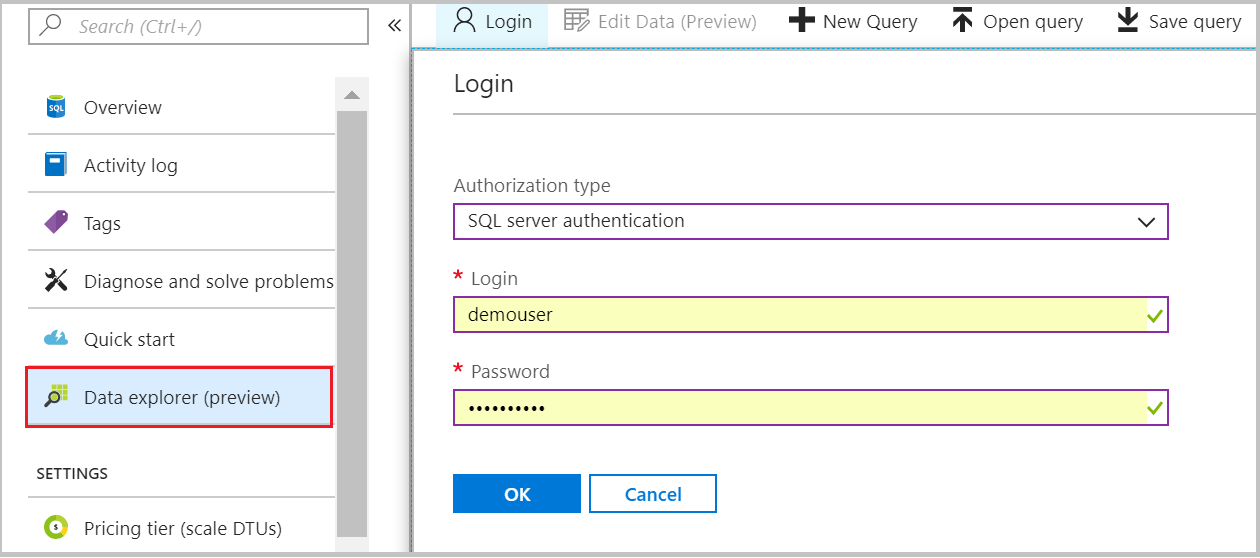 Search (Ctrl+/)
«
Login
Edit Data (Preview)
New Query
Open query
Save query
SQL
Overview
Activity log
Tags
Diagnose and solve problems
Quick start
Data explorer (preview)
SETTINGS
$
Pricing tier (scale DTUs)
Login
Authorization type
SQL server authentication
* Login
demouser
* Password
••••••••••
OK
Cancel